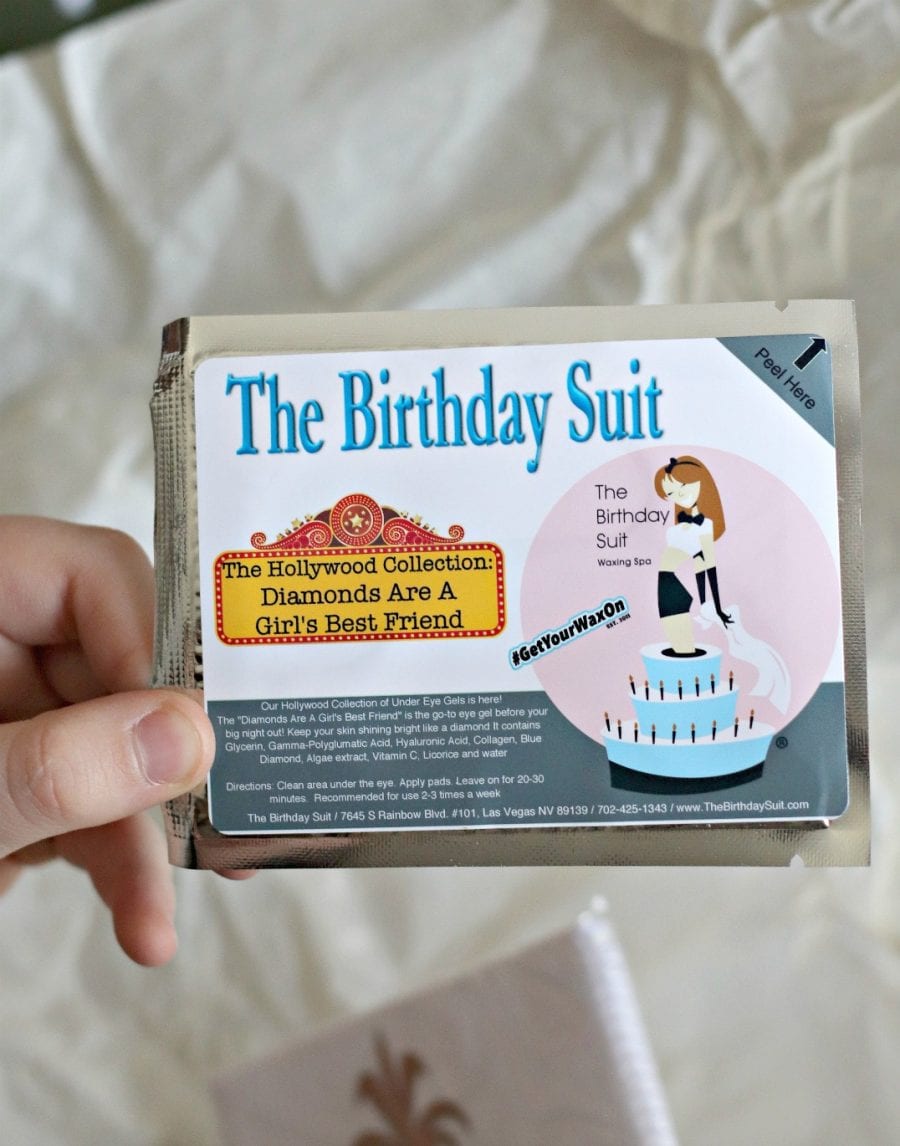 The Birthday Suit
Peel Here
The Hollywood Collection:
Diamonds Are A
Girl's Best Friend
The
Birthday
Suit
Waxing Spa
#GetYourWaxOn
EST. 2011
Our Hollywood Collection of Under Eye Gels is here!
The "Diamonds Are A Girl's Best Friend" is the go-to eye gel before your
big night out! Keep your skin shining bright like a diamond It contains
Glycerin, Gamma-Polyglumatic Acid, Hyaluronic Acid, Collagen, Blue
Diamond, Algae extract, Vitamin C, Licorice and water
Directions: Clean area under the eye. Apply pads. Leave on for 20-30
minutes. Recommended for use 2-3 times a week
The Birthday Suit / 7645 S Rainbow Blvd. #101, Las Vegas NV 89139 / 702-425-1343 / www.TheBirthdaySuit.com
®